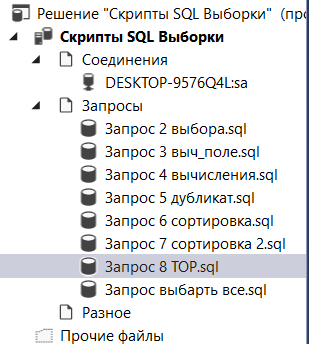 Решение "Скрипты SQL Выборки" (про
Скрипты SQL Выборки
Соединения
DESKTOP-9576Q4L:sa
Запросы
Запрос 2 выбора.sql
Запрос 3 выч_поле.sql
Запрос 4 вычисления.sql
Запрос 5 дубликат.sql
Запрос 6 сортировка.sql
Запрос 7 сортировка 2.sql
Запрос 8 TOP.sql
Запрос выбарть все.sql
Разное
Прочие файлы